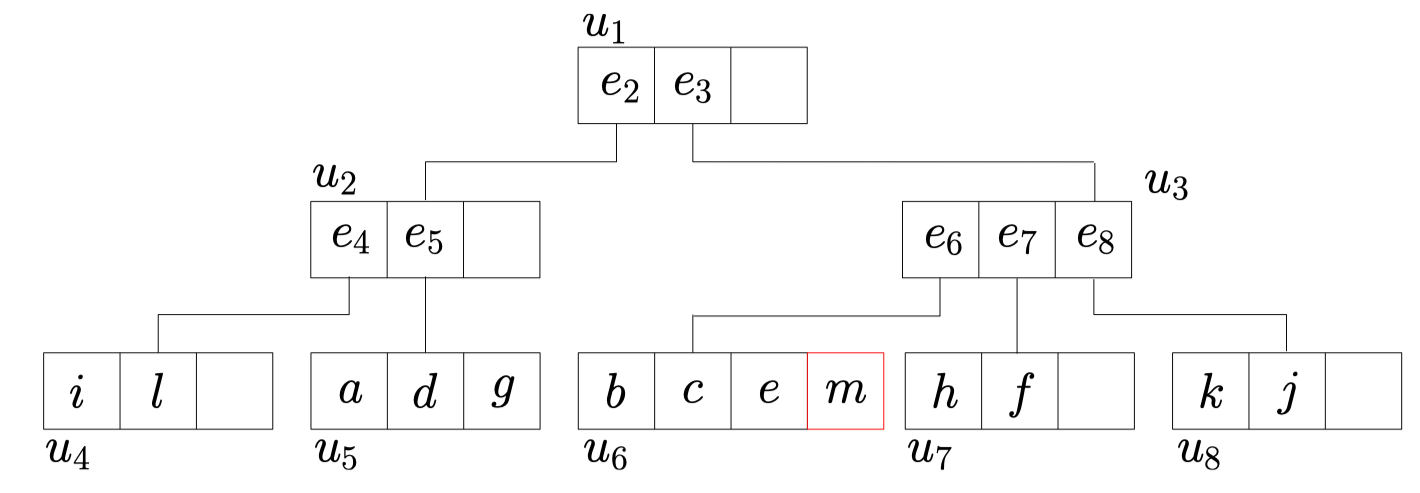 u₁
e₂ e₃
u₂ u₃
e₄ e₅ e₆ e₇ e₈
i l a d g b c e m h f k j
u₄ u₅ u₆ u₇ u₈